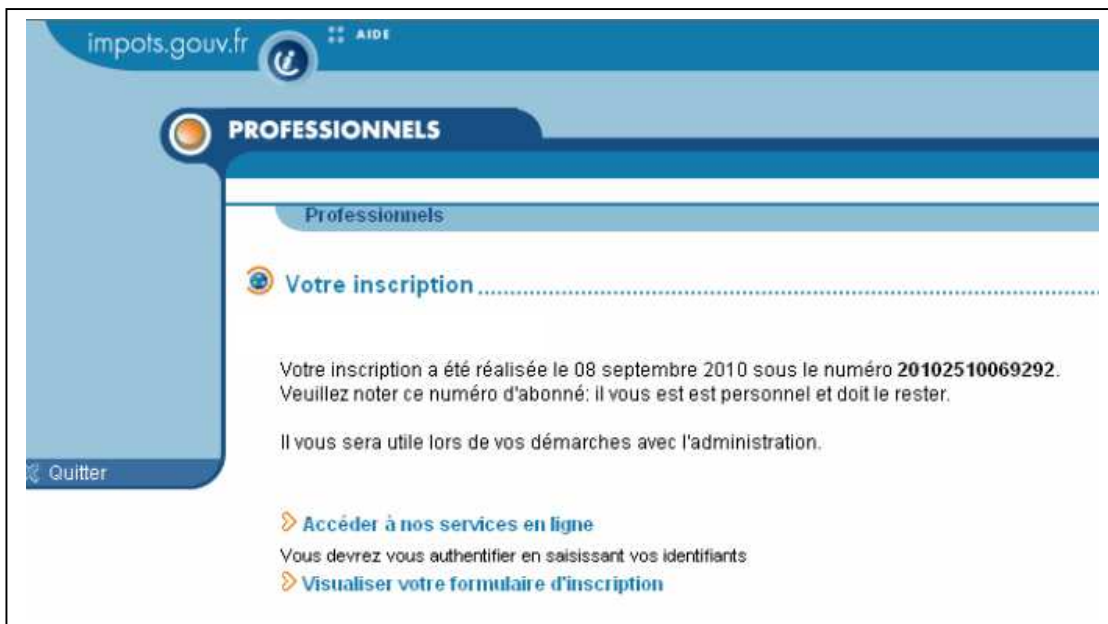 impots.gouv.fr
AIDE
PROFESSIONNELS
Professionnels
Votre inscription
Votre inscription a été réalisée le 08 septembre 2010 sous le numéro 20102510069292.
Veuillez noter ce numéro d'abonné: il vous est est personnel et doit le rester.
Il vous sera utile lors de vos démarches avec l'administration.
Quitter
Accéder à nos services en ligne
Vous devrez vous authentifier en saisissant vos identifiants
Visualiser votre formulaire d'inscription